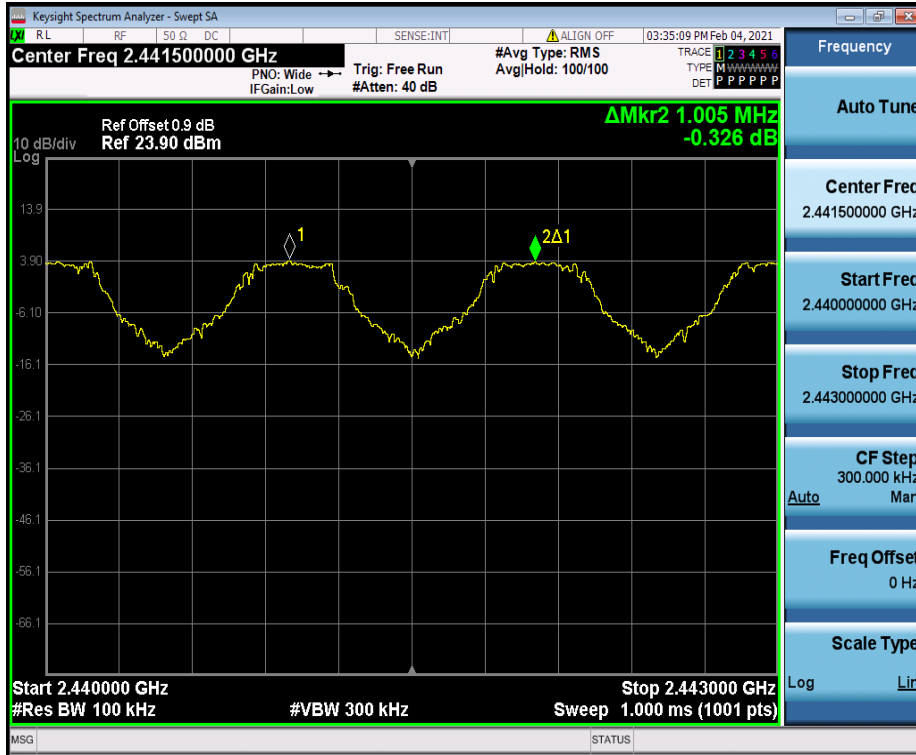 Keysight Spectrum Analyzer - Swept SA
LXI RL RF 50 Ω DC SENSE:INT ALIGN OFF 03:35:09 PM Feb 04, 2021
Center Freq 2.441500000 GHz
PNO: Wide
IFGain:Low
Trig: Free Run
#Atten: 40 dB
#Avg Type: RMS
Avg|Hold: 100/100
TRACE 1 2 3 4 5 6
TYPE M WWWWW
DET P P P P P P
Frequency
Auto Tune
Center Freq
2.441500000 GHz
Start Freq
2.440000000 GHz
Stop Freq
2.443000000 GHz
CF Step
300.000 kHz
Auto Man
Freq Offset
0 Hz
Scale Type
Log Lin
ΔMkr2 1.005 MHz
-0.326 dB
Ref Offset 0.9 dB
10 dB/div Ref 23.90 dBm
Log
13.9
3.90
-6.10
-16.1
-26.1
-36.1
-46.1
-56.1
-66.1
1
2Δ1
Start 2.440000 GHz Stop 2.443000 GHz
#Res BW 100 kHz #VBW 300 kHz Sweep 1.000 ms (1001 pts)
MSG STATUS